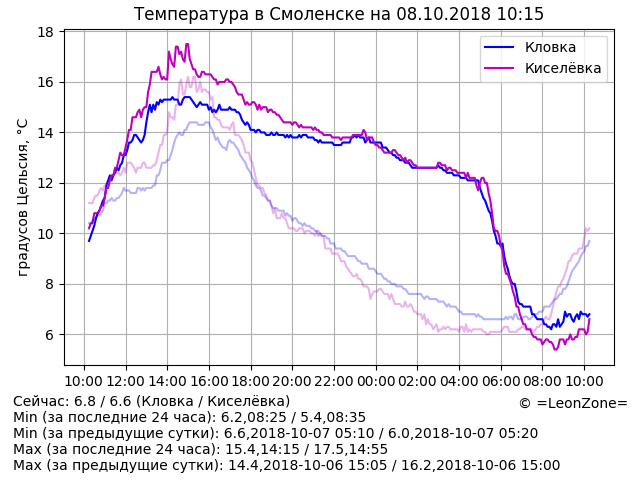 Температура в Смоленске на 08.10.2018 10:15
градусов Цельсия, °C
18
16
14
12
10
8
6
Кловка
Киселёвка
10:00 12:00 14:00 16:00 18:00 20:00 22:00 00:00 02:00 04:00 06:00 08:00 10:00
Сейчас: 6.8 / 6.6 (Кловка / Киселёвка)
© =LeonZone=
Min (за последние 24 часа): 6.2,08:25 / 5.4,08:35
Min (за предыдущие сутки): 6.6,2018-10-07 05:10 / 6.0,2018-10-07 05:20
Max (за последние 24 часа): 15.4,14:15 / 17.5,14:55
Max (за предыдущие сутки): 14.4,2018-10-06 15:05 / 16.2,2018-10-06 15:00